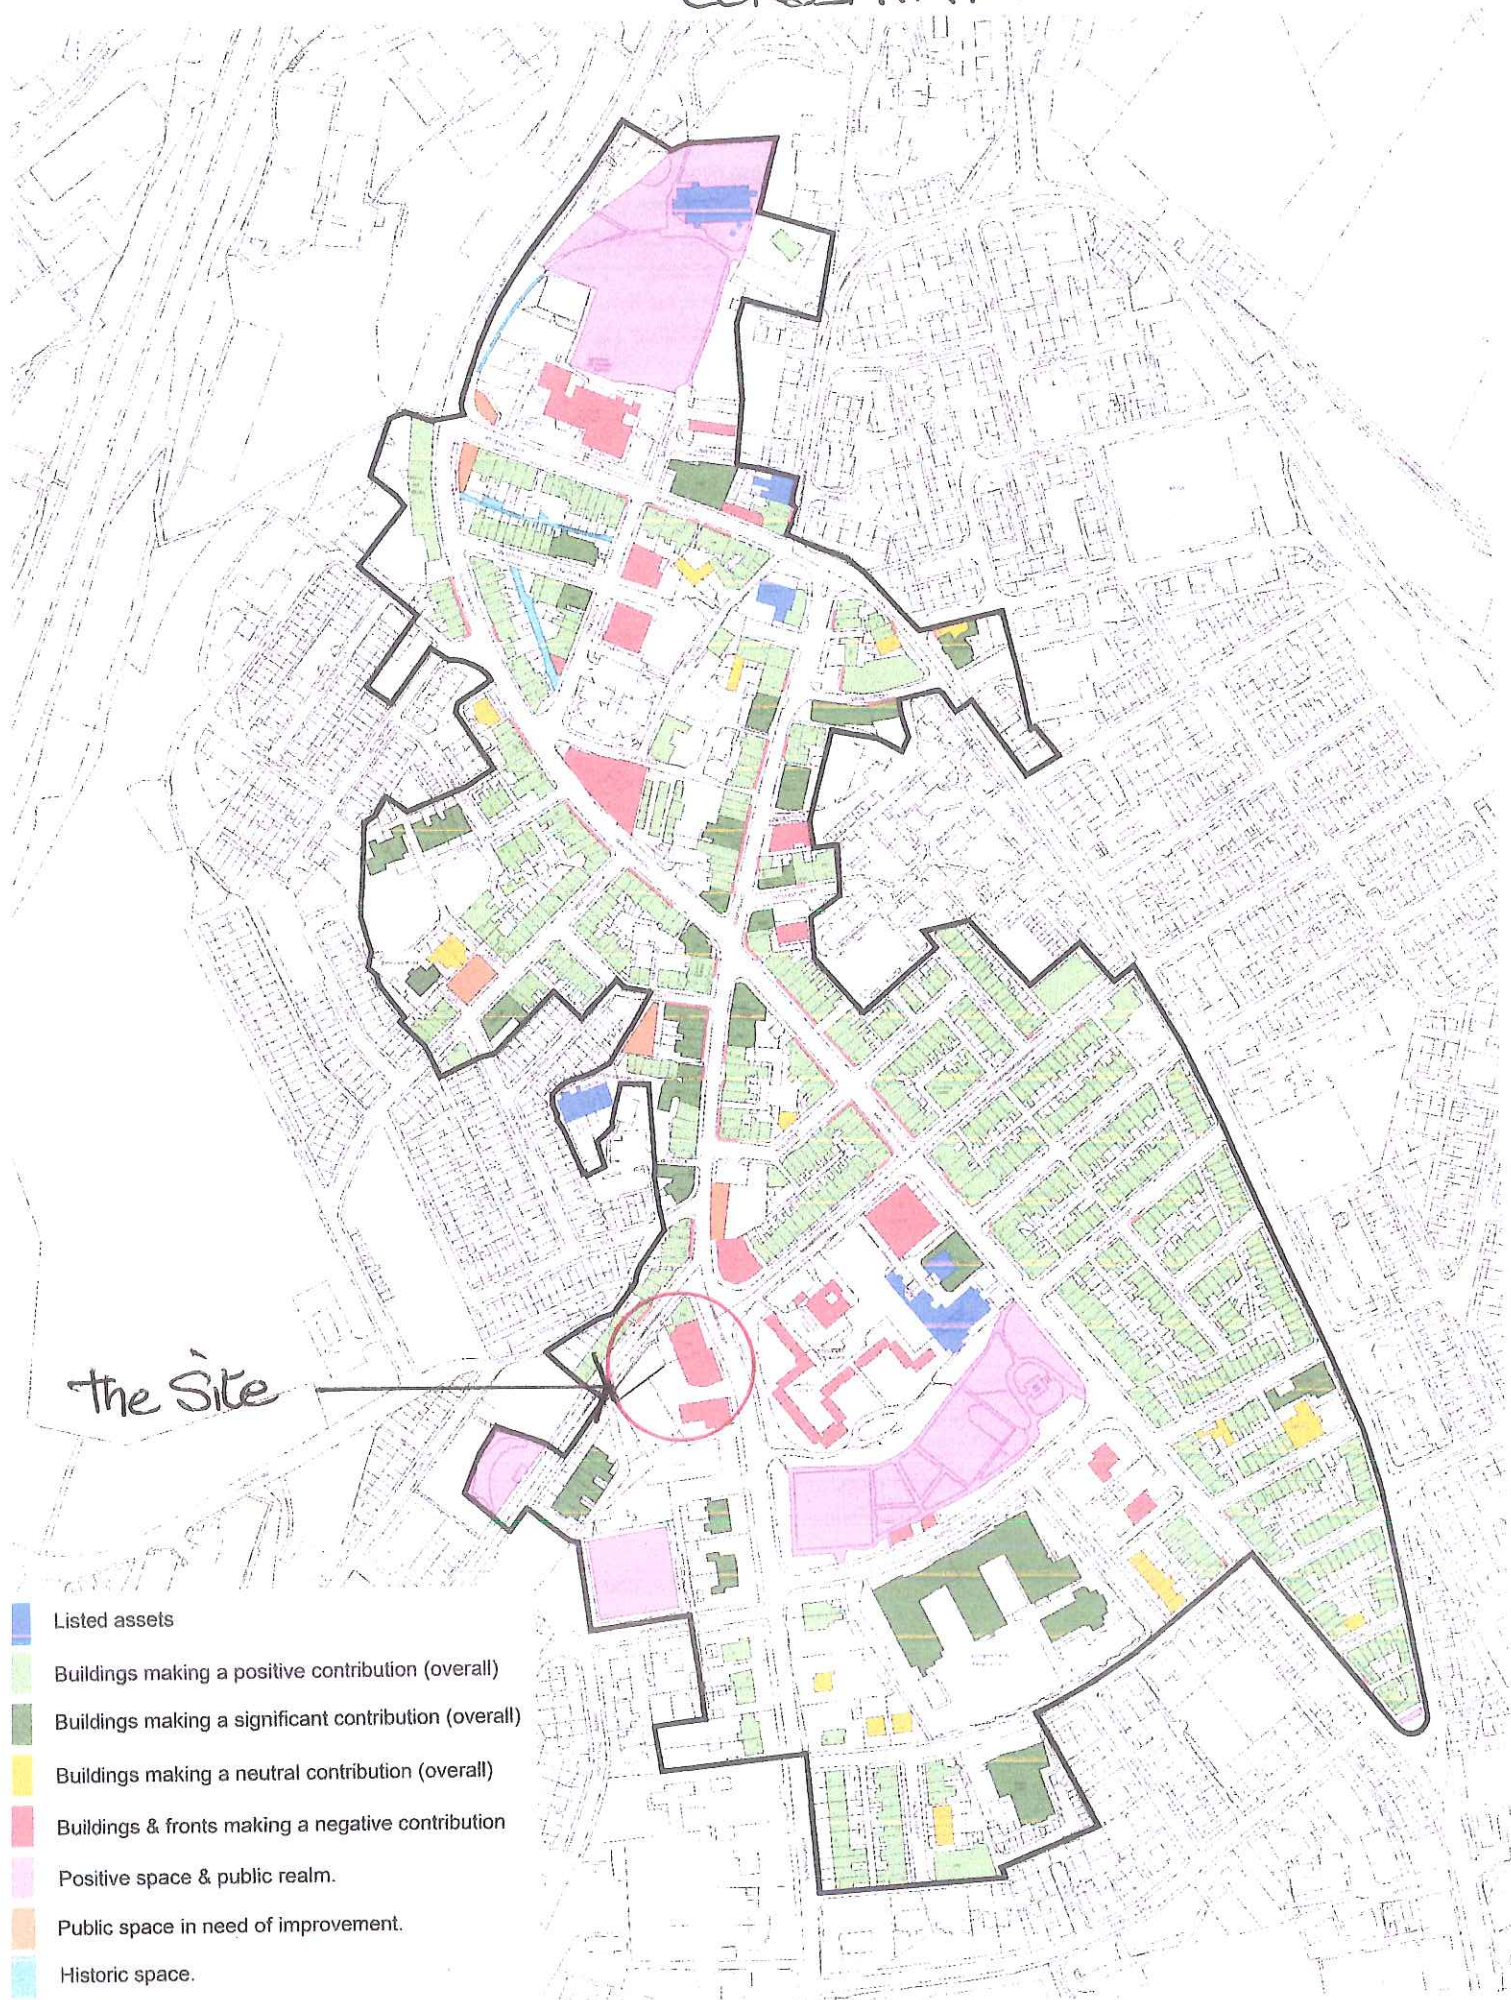 the Site
Listed assets
Buildings making a positive contribution (overall)
Buildings making a significant contribution (overall)
Buildings making a neutral contribution (overall)
Buildings & fronts making a negative contribution
Positive space & public realm.
Public space in need of improvement.
Historic space.